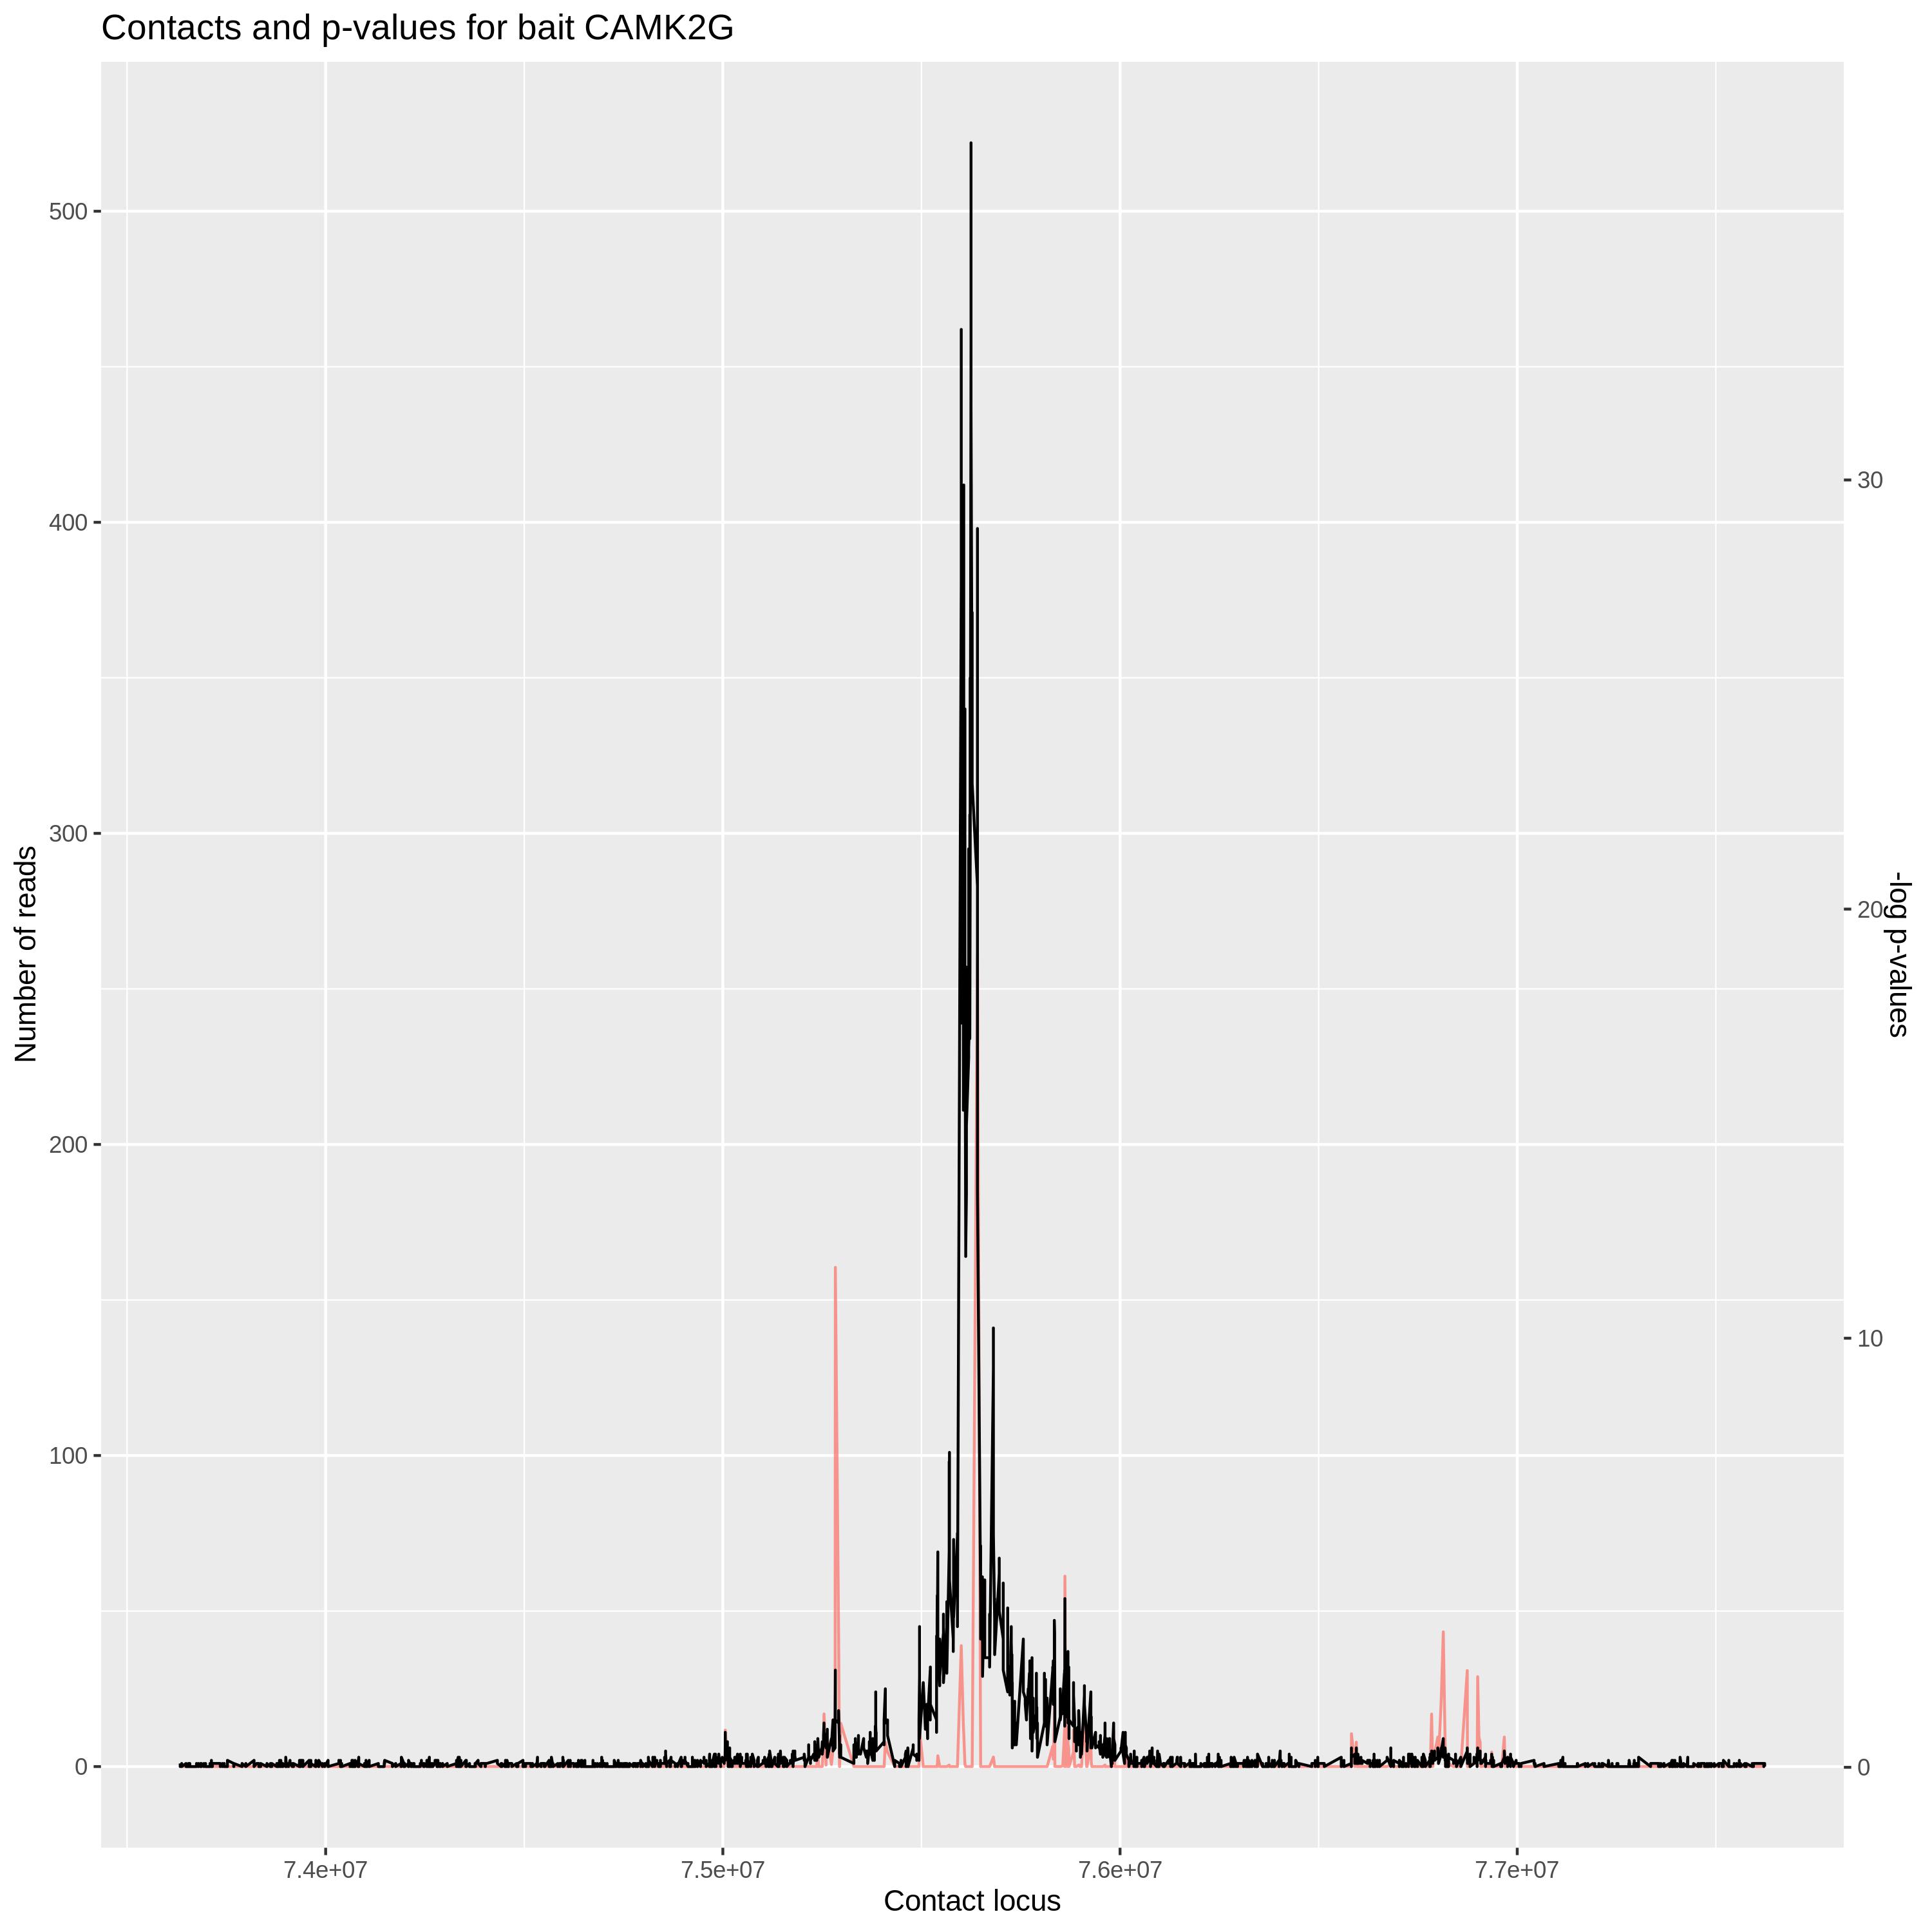 Contacts and p-values for bait CAMK2G
Number of reads
500
400
300
200
100
0
30
20
10
0
-log p-values
7.4e+07 7.5e+07 7.6e+07 7.7e+07
Contact locus